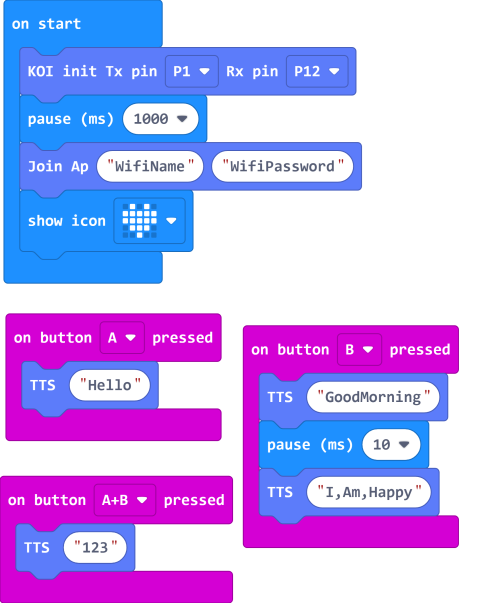 on start
KOI init Tx pin P1 Rx pin P12
pause (ms) 1000
Join Ap "WifiName" "WifiPassword"
show icon
on button A pressed
TTS "Hello"
on button B pressed
TTS "GoodMorning"
pause (ms) 10
TTS "I,Am,Happy"
on button A+B pressed
TTS "123"